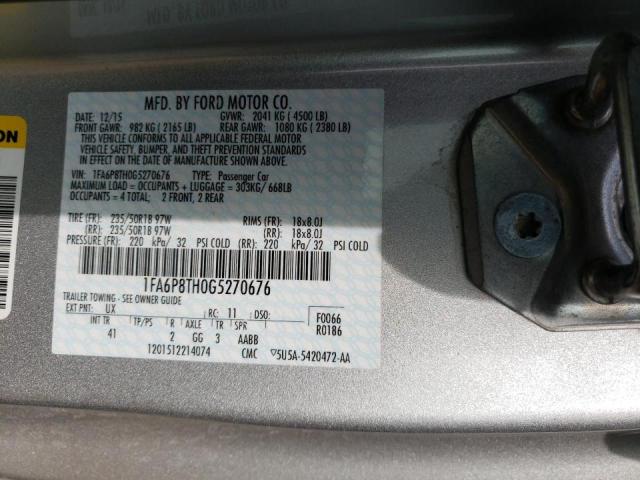 ION
MFD. BY FORD MOTOR CO.
12/15 GVWR: 2041 KG ( 4500 LB)
FRONT GAWR: 982 KG ( 2165 LB) REAR GAWR: 1080 KG ( 2380 LB)
THIS VEHICLE CONFORMS TO ALL APPLICABLE FEDERAL MOTOR
VEHICLE SAFETY, BUMPER, AND THEFT PREVENTION STANDARDS
IN EFFECT ON THE DATE OF MANUFACTURE SHOWN ABOVE.
VIN: 1FA6P8TH0G5270676 TYPE: Passenger Car
MAXIMUM LOAD = OCCUPANTS + LUGGAGE = 303KG/ 668LB
OCCUPANTS = 4 TOTAL; 2 FRONT, 2 REAR
TIRE (FR): 235/50R18 97W RIMS (FR): 18x8.0J
(RR): 235/50R18 97W (RR): 18x8.0J
PRESSURE (FR): 220 kPa/ 32 PSI COLD (RR) 220 kPa/ 32 PSI COLD
1FA6P8TH0G5270676
TRAILER TOWING - SEE OWNER GUIDE
EXT PNT: UX RC: 11 DSO: F0066
R0186
INT TR TP/PS R AXLE TR SPR
41 2 GG 3 AABB
1201512214074 CMC ▽5U5A-5420472-AA